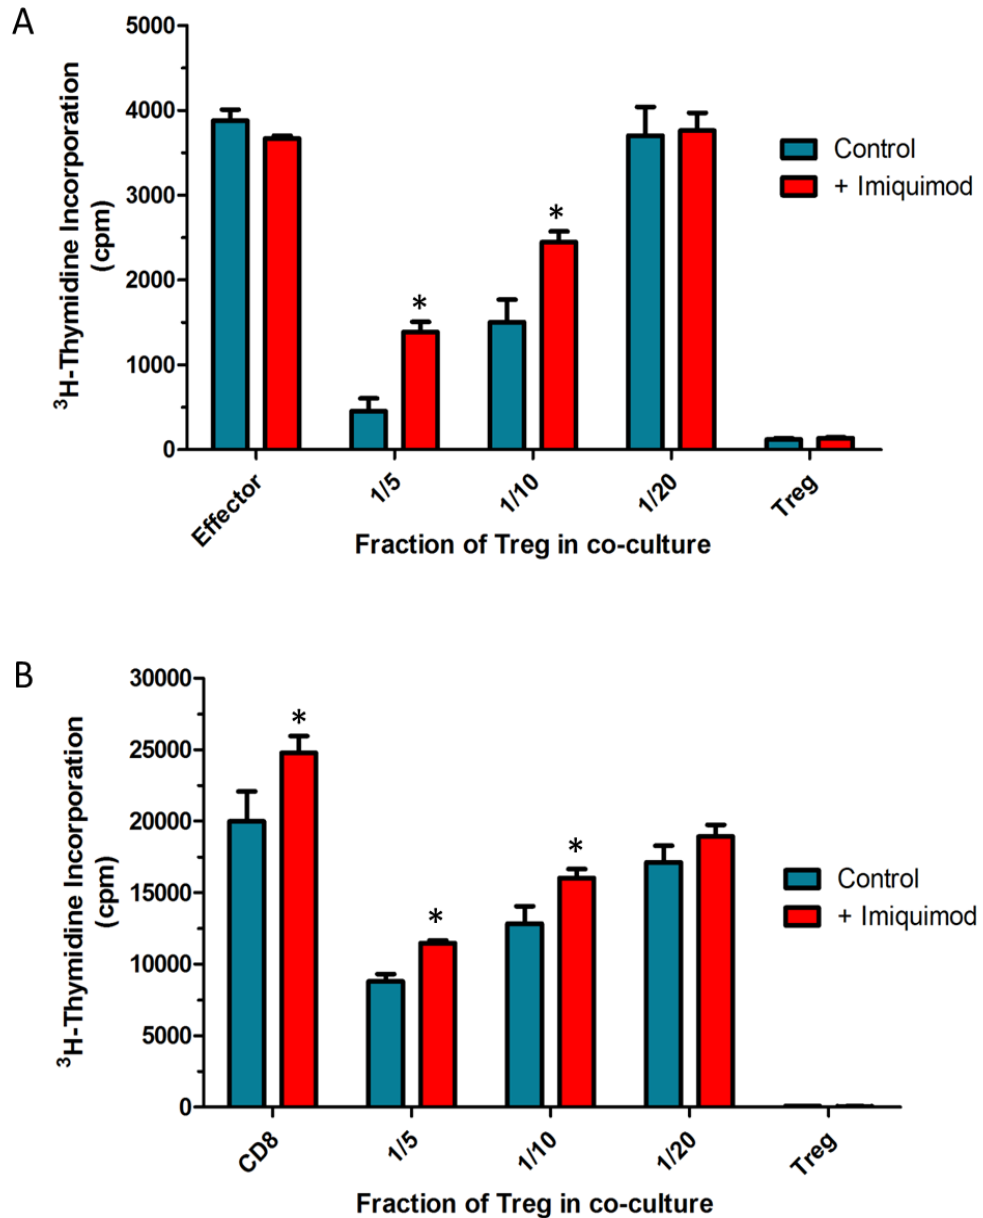 A
5000
4000
3000
2000
1000
0
³H-Thymidine Incorporation
(cpm)
*
*
Control
+ Imiquimod
Effector
1/5
1/10
1/20
Treg
Fraction of Treg in co-culture
B
30000
25000
20000
15000
10000
5000
0
³H-Thymidine Incorporation
(cpm)
*
*
*
Control
+ Imiquimod
CD8
1/5
1/10
1/20
Treg
Fraction of Treg in co-culture